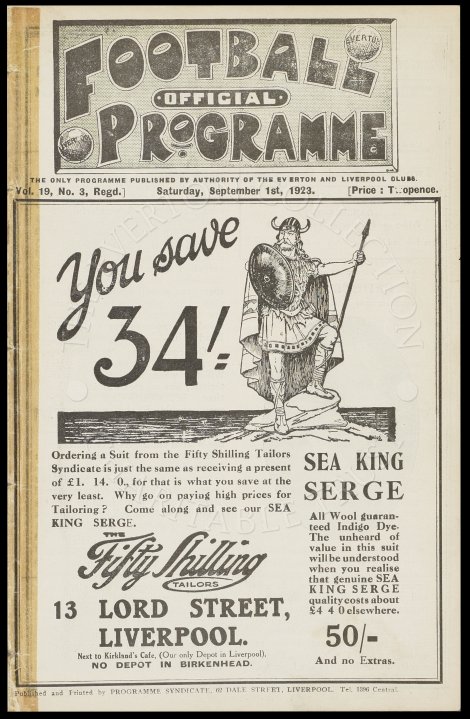 FOOTBALL
EVERTON
OFFICIAL
PROGRAMME
THE ONLY PROGRAMME PUBLISHED BY AUTHORITY OF THE EVERTON AND LIVERPOOL CLUBS.
Vol. 19, No. 3, Regd.] Saturday, September 1st, 1923. [Price : T..opence.
You save
34/-
Ordering a Suit from the Fifty Shilling Tailors
Syndicate is just the same as receiving a present
of £1. 14. 0., for that is what you save at the
very least. Why go on paying high prices for
Tailoring? Come along and see our SEA
KING SERGE.
THE
Fifty Shilling
TAILORS
13 LORD STREET,
LIVERPOOL.
Next to Kirkland's Cafe, (Our only Depot in Liverpool),
NO DEPOT IN BIRKENHEAD.
SEA KING
SERGE
All Wool guaran-
teed Indigo Dye.
The unheard of
value in this suit
will be understood
when you realise
that genuine SEA
KING SERGE
quality costs about
£4 4 0 elsewhere.
50/-
And no Extras.
Published and Printed by PROGRAMME SYNDICATE, 62 DALE STREET, LIVERPOOL. Tel. 1396 Central.